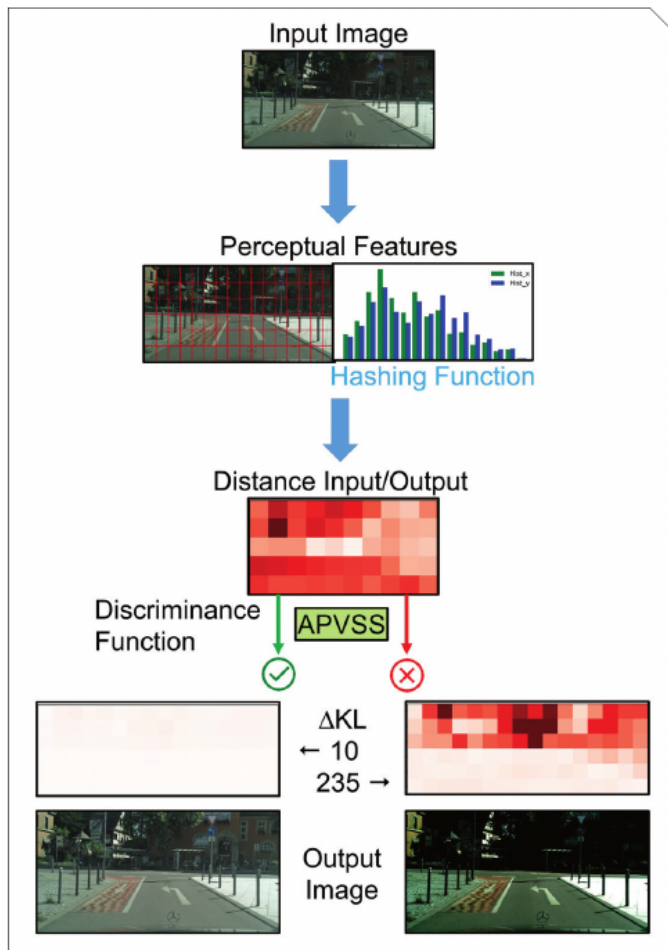 Input Image
Perceptual Features
Hist_x
Hist_y
Hashing Function
Distance Input/Output
Discriminance
Function
APVSS
ΔKL
← 10
235 →
Output
Image